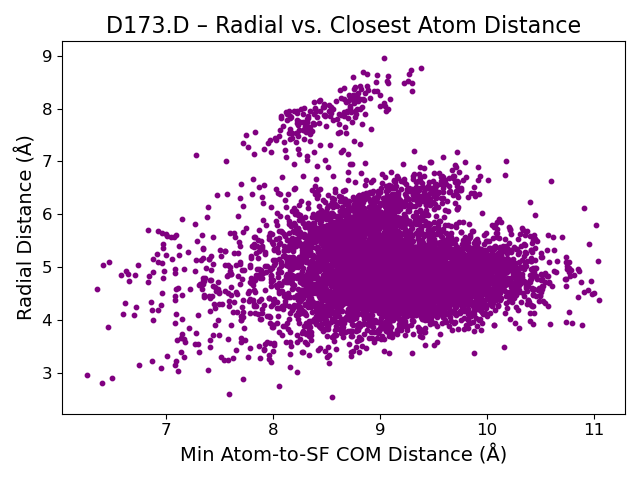 D173.D – Radial vs. Closest Atom Distance
9
8
7
6
5
4
3
Radial Distance (Å)
7 8 9 10 11
Min Atom-to-SF COM Distance (Å)